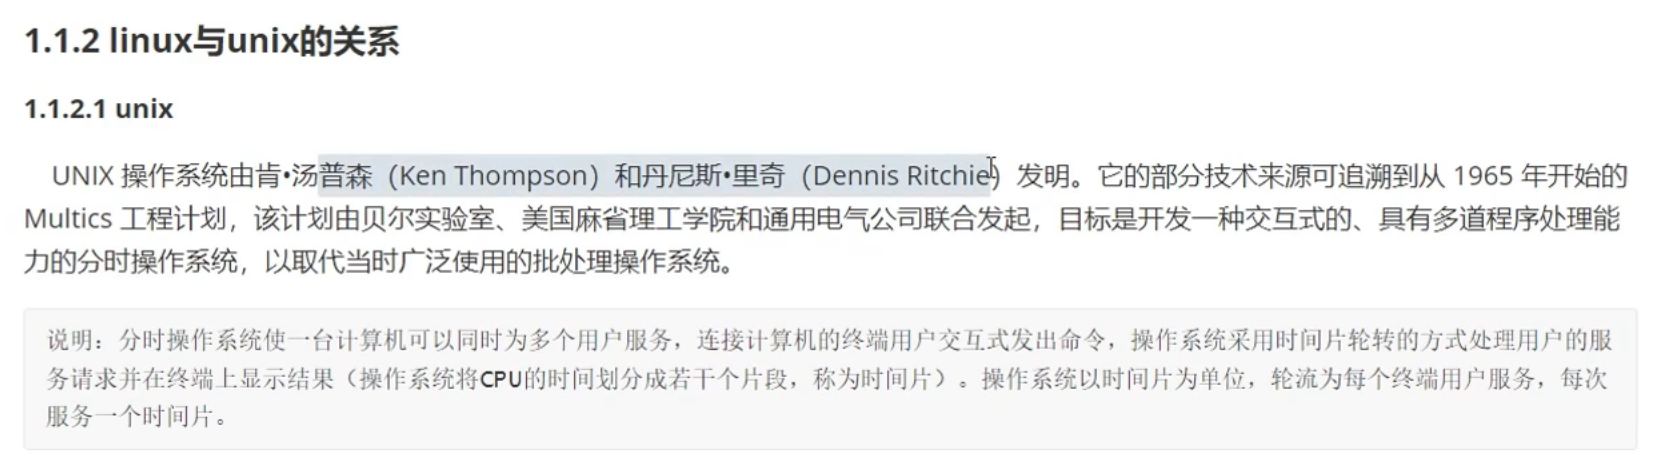 1.1.2 linux与unix的关系
1.1.2.1 unix
UNIX 操作系统由肯•汤普森（Ken Thompson）和丹尼斯•里奇（Dennis Ritchie）发明。它的部分技术来源可追溯到从 1965 年开始的
Multics 工程计划，该计划由贝尔实验室、美国麻省理工学院和通用电气公司联合发起，目标是开发一种交互式的、具有多道程序处理能
力的分时操作系统，以取代当时广泛使用的批处理操作系统。
说明：分时操作系统使一台计算机可以同时为多个用户服务，连接计算机的终端用户交互式发出命令，操作系统采用时间片轮转的方式处理用户的服
务请求并在终端上显示结果（操作系统将CPU的时间划分成若干个片段，称为时间片）。操作系统以时间片为单位，轮流为每个终端用户服务，每次
服务一个时间片。